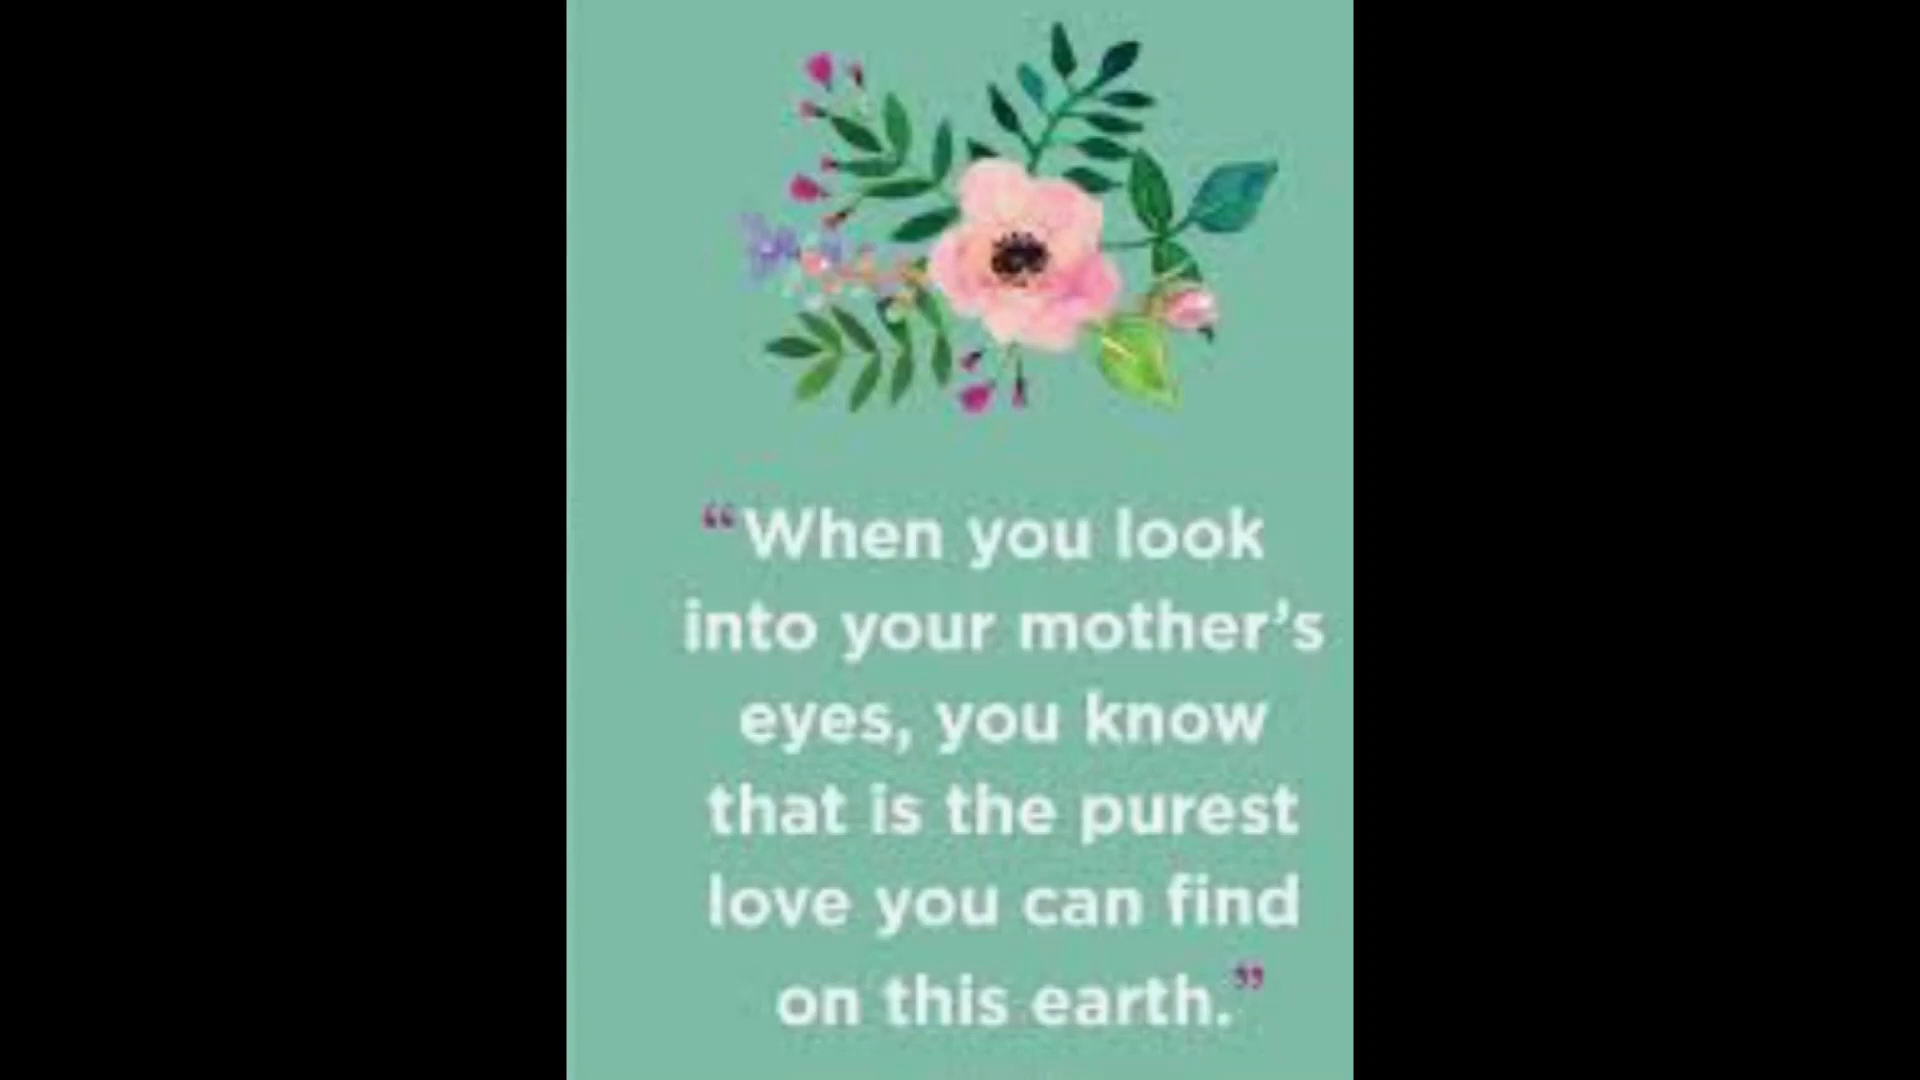 “When you look
into your mother’s
eyes, you know
that is the purest
love you can find
on this earth.”